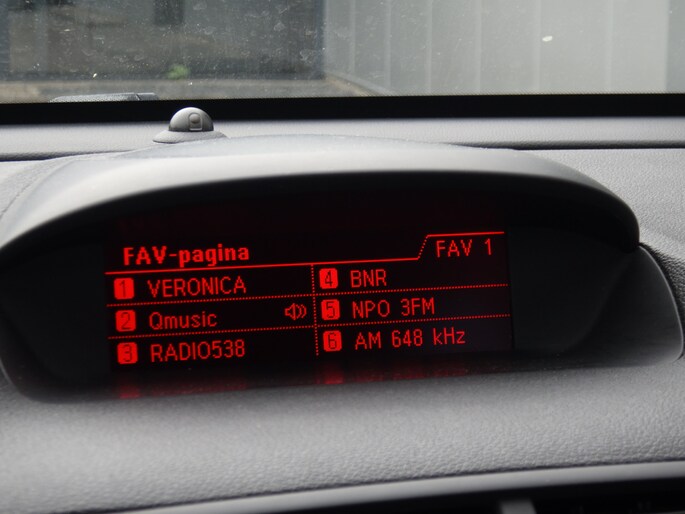 FAV-pagina
FAV 1
1 VERONICA
2 Qmusic
3 RADIO538
4 BNR
5 NPO 3FM
6 AM 648 kHz